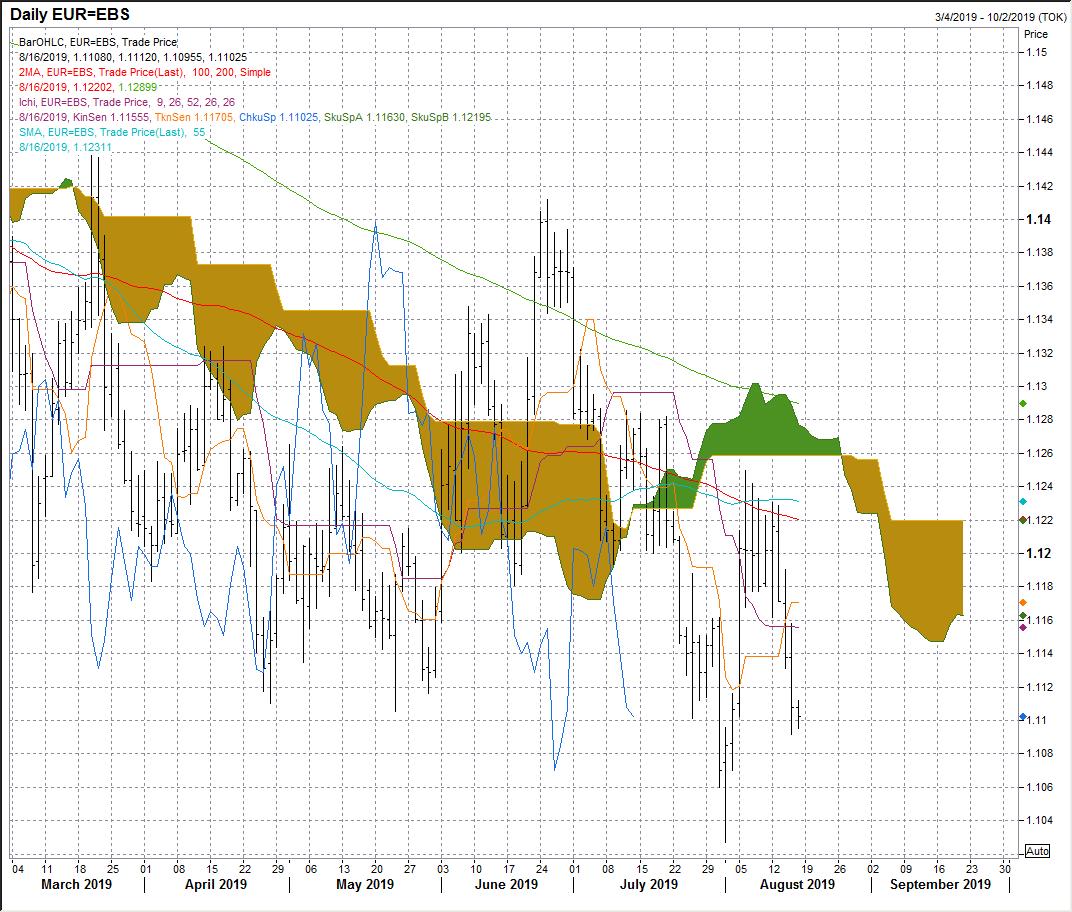 Daily EUR=EBS
3/4/2019 - 10/2/2019 (TOK)
Price
BarOHLC, EUR=EBS, Trade Price
8/16/2019, 1.11080, 1.11120, 1.10955, 1.11025
2MA, EUR=EBS, Trade Price(Last), 100, 200, Simple
8/16/2019, 1.12202, 1.12899
Ichi, EUR=EBS, Trade Price, 9, 26, 52, 26, 26
8/16/2019, KinSen 1.11555, TknSen 1.11705, ChkuSp 1.11025, SkuSpA 1.11630, SkuSpB 1.12195
SMA, EUR=EBS, Trade Price(Last), 55
8/16/2019, 1.12311
1.15
1.148
1.146
1.144
1.142
1.14
1.138
1.136
1.134
1.132
1.13
1.128
1.126
1.124
1.122
1.12
1.118
1.116
1.114
1.112
1.11
1.108
1.106
1.104
Auto
04 11 18 25 01 08 15 22 29 06 13 20 27 03 10 17 24 01 08 15 22 29 05 12 19 26 02 09 16 23 30
March 2019 April 2019 May 2019 June 2019 July 2019 August 2019 September 2019